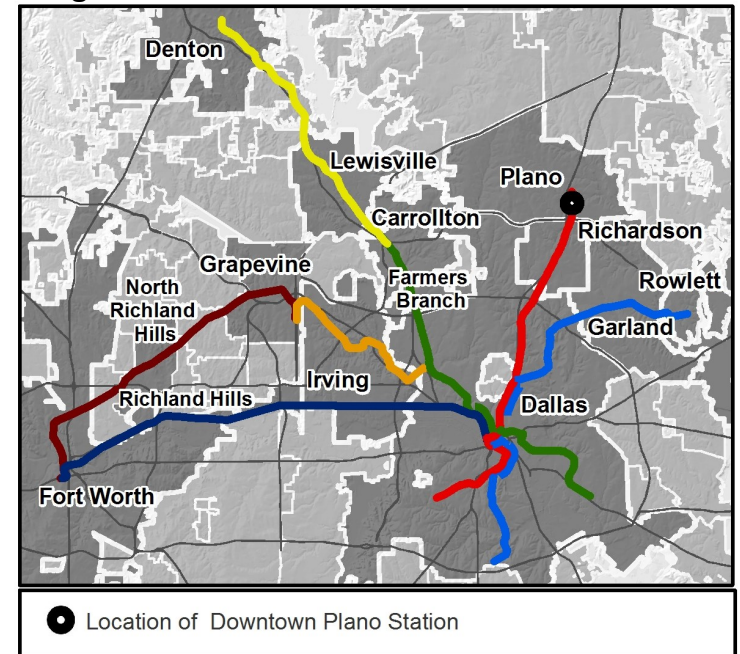 Denton
Lewisville
Plano
Carrollton
Richardson
Grapevine
Farmers
Branch
Rowlett
North
Richland
Hills
Garland
Irving
Richland Hills
Dallas
Fort Worth
Location of Downtown Plano Station